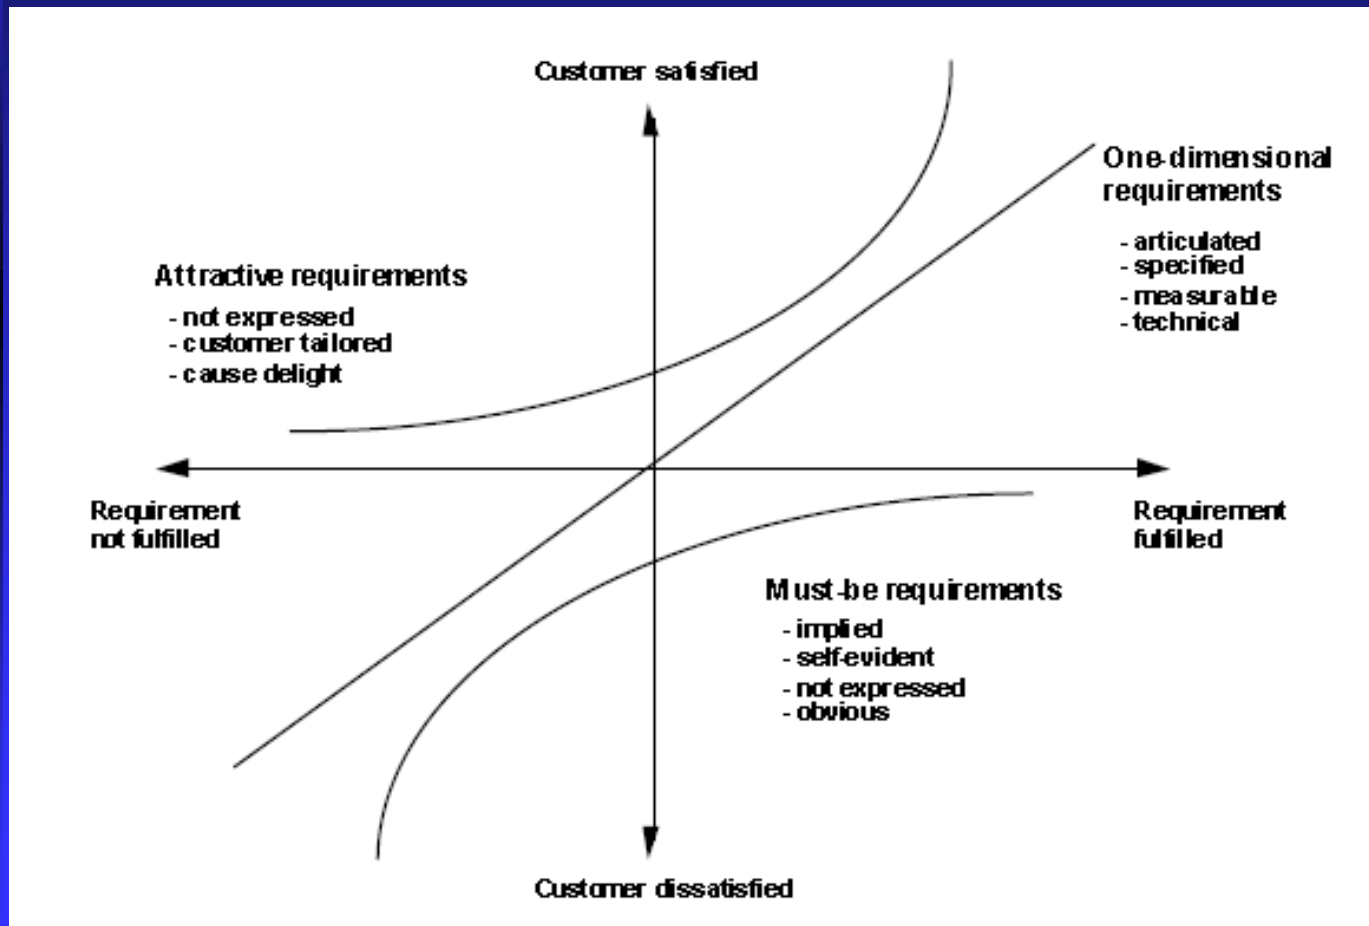 Customer satisfied
One-dimensional
requirements
- articulated
- specified
- measurable
- technical
Attractive requirements
- not expressed
- customer tailored
- cause delight
Requirement
not fulfilled
Requirement
fulfilled
Must-be requirements
- implied
- self-evident
- not expressed
- obvious
Customer dissatisfied